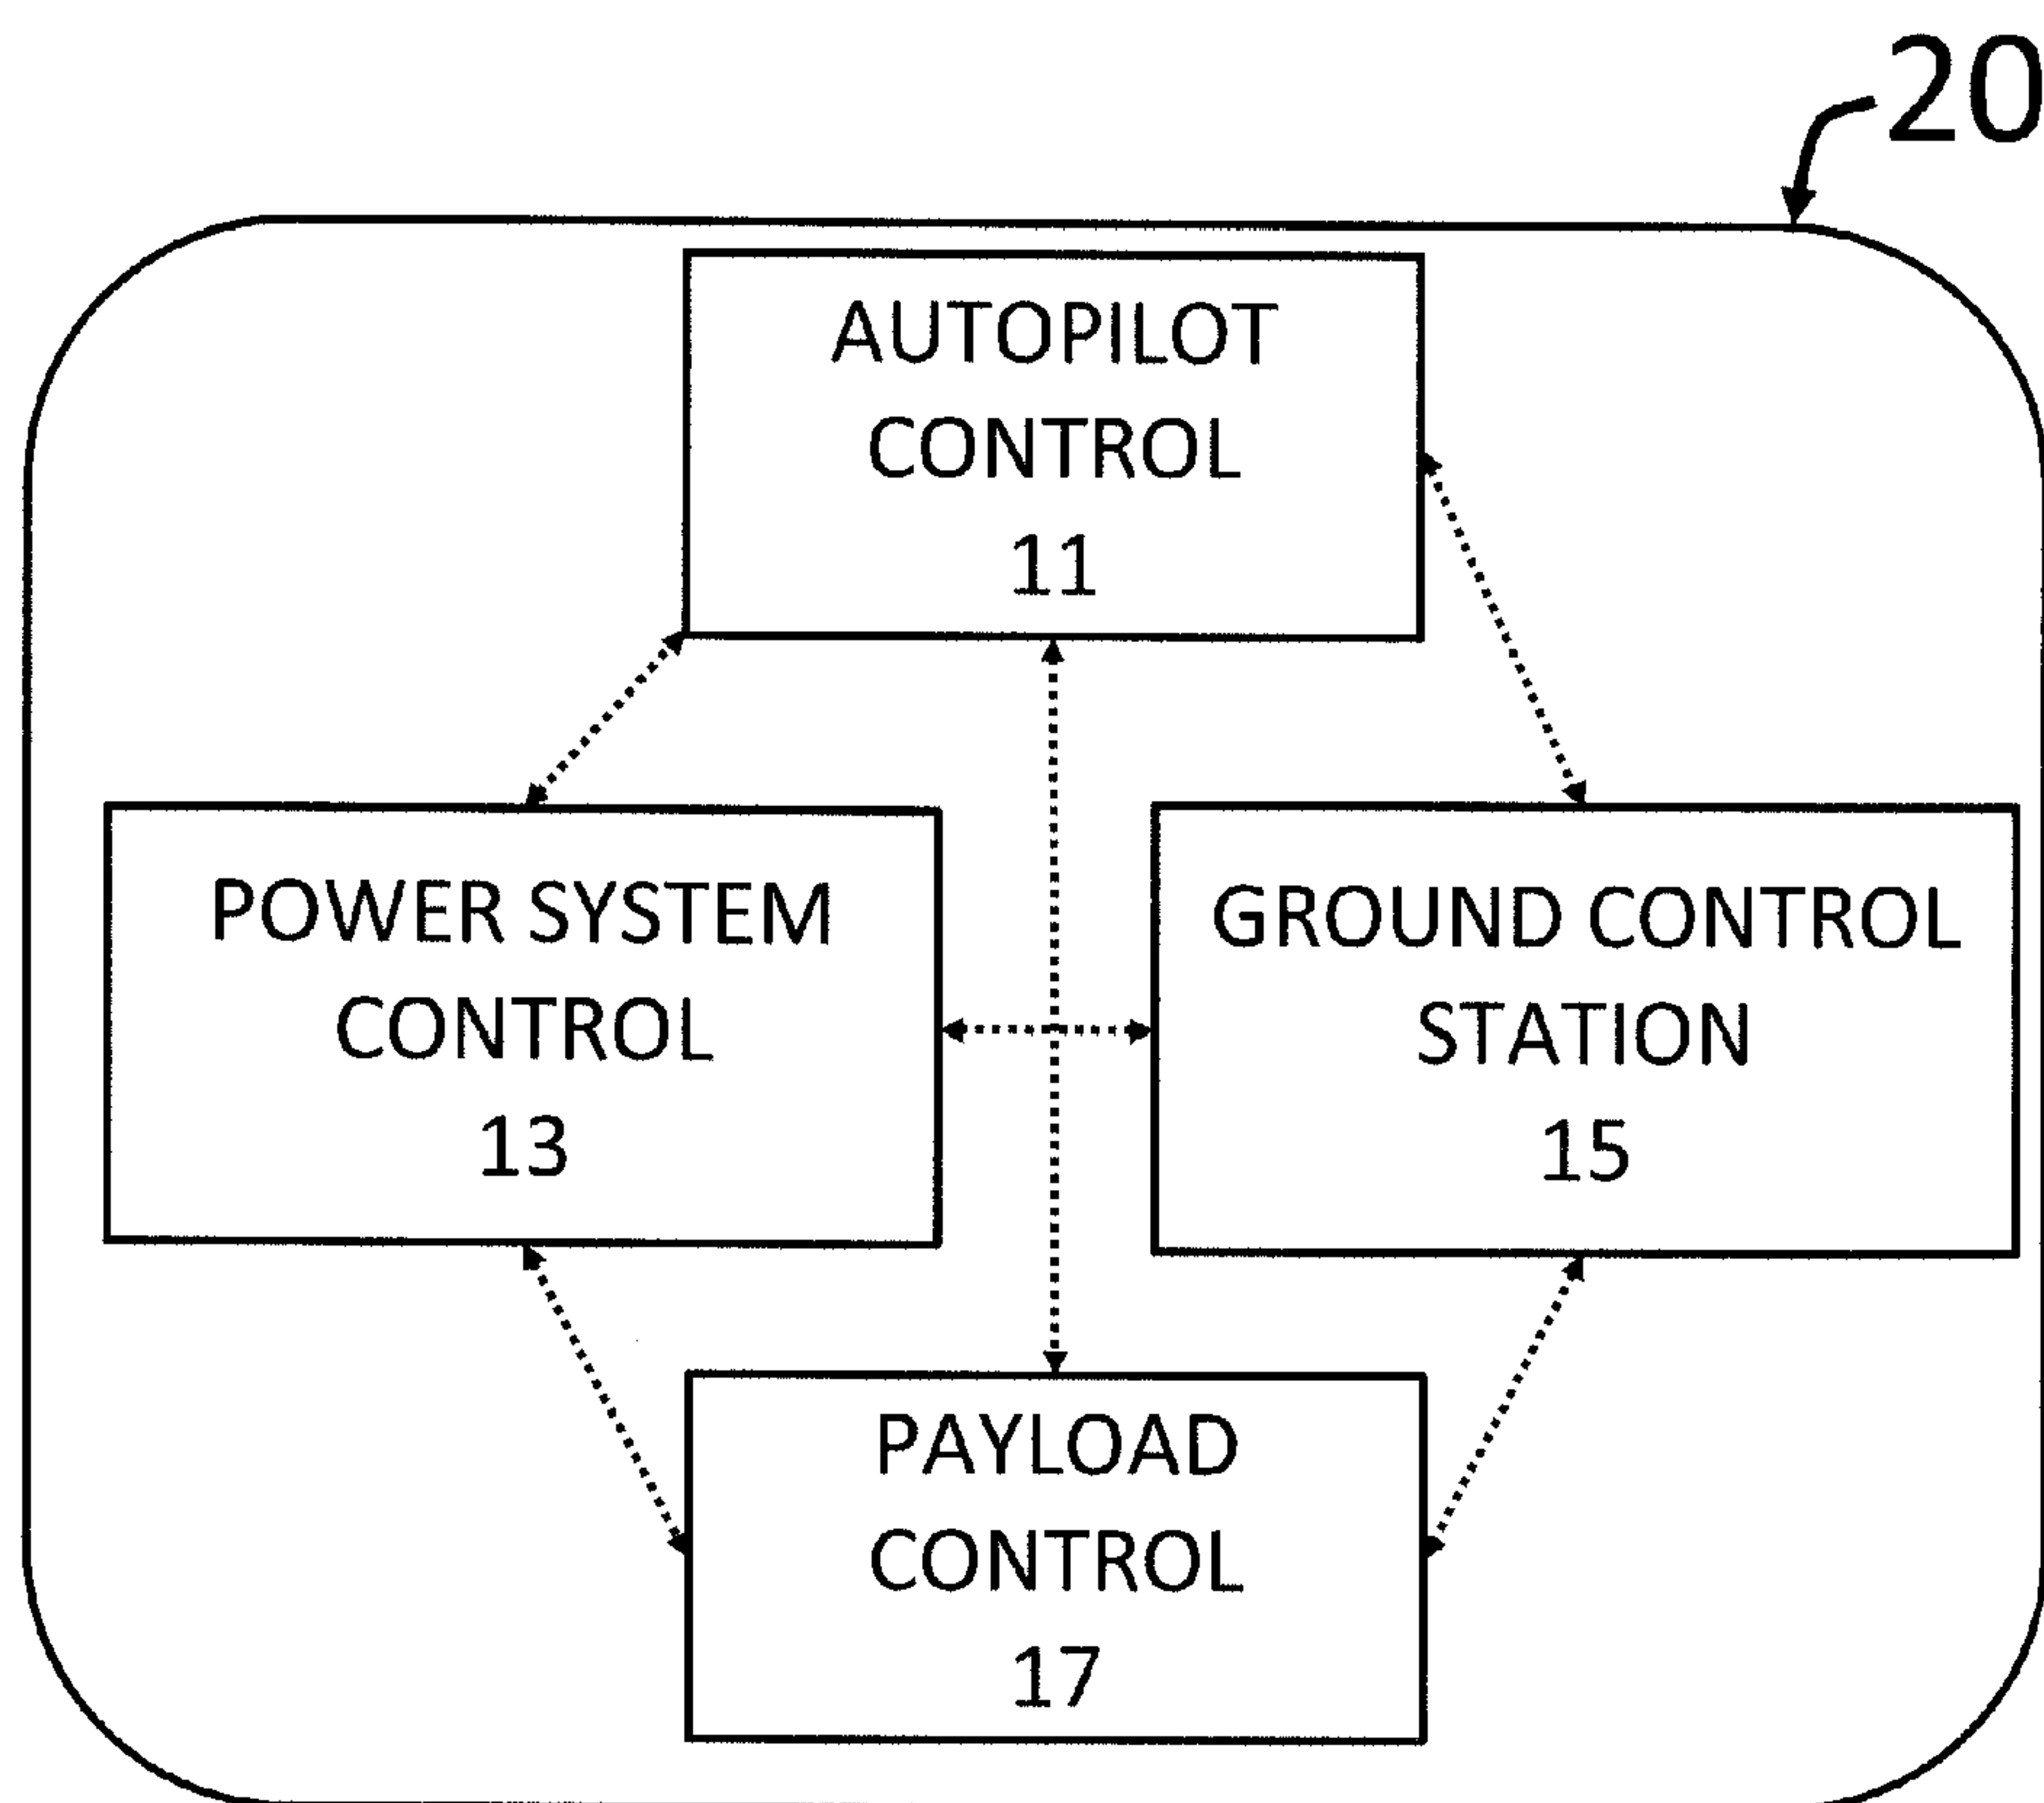 20
AUTOPILOT
CONTROL
11
POWER SYSTEM
CONTROL
13
GROUND CONTROL
STATION
15
PAYLOAD
CONTROL
17